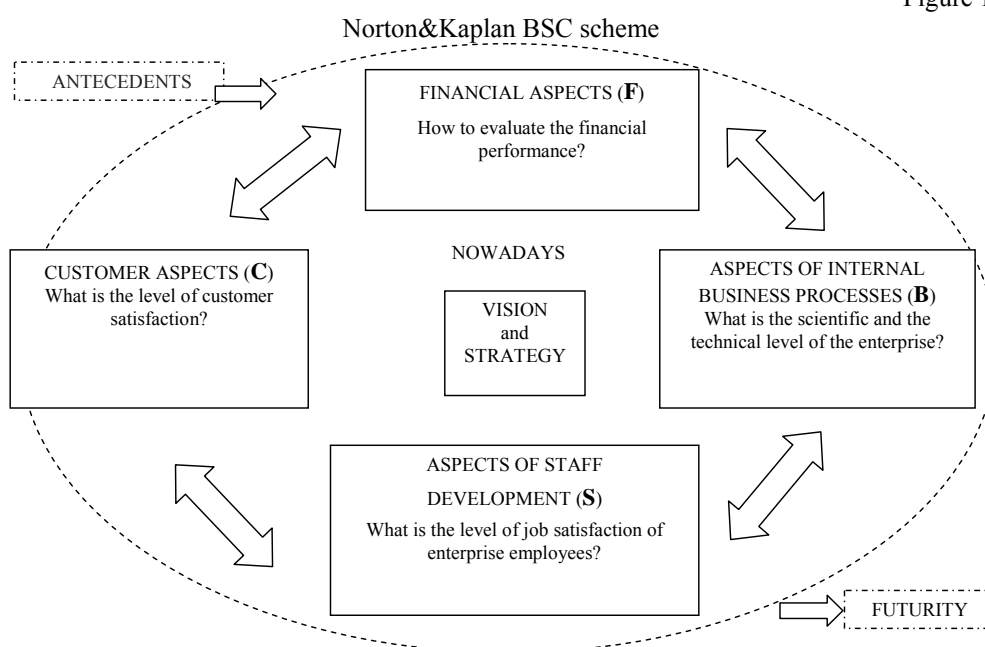 Figure 1
Norton&Kaplan BSC scheme
ANTECEDENTS
FINANCIAL ASPECTS (F)
How to evaluate the financial
performance?
NOWADAYS
CUSTOMER ASPECTS (C)
What is the level of customer
satisfaction?
VISION
and
STRATEGY
ASPECTS OF INTERNAL
BUSINESS PROCESSES (B)
What is the scientific and the
technical level of the enterprise?
ASPECTS OF STAFF
DEVELOPMENT (S)
What is the level of job satisfaction of
enterprise employees?
FUTURITY